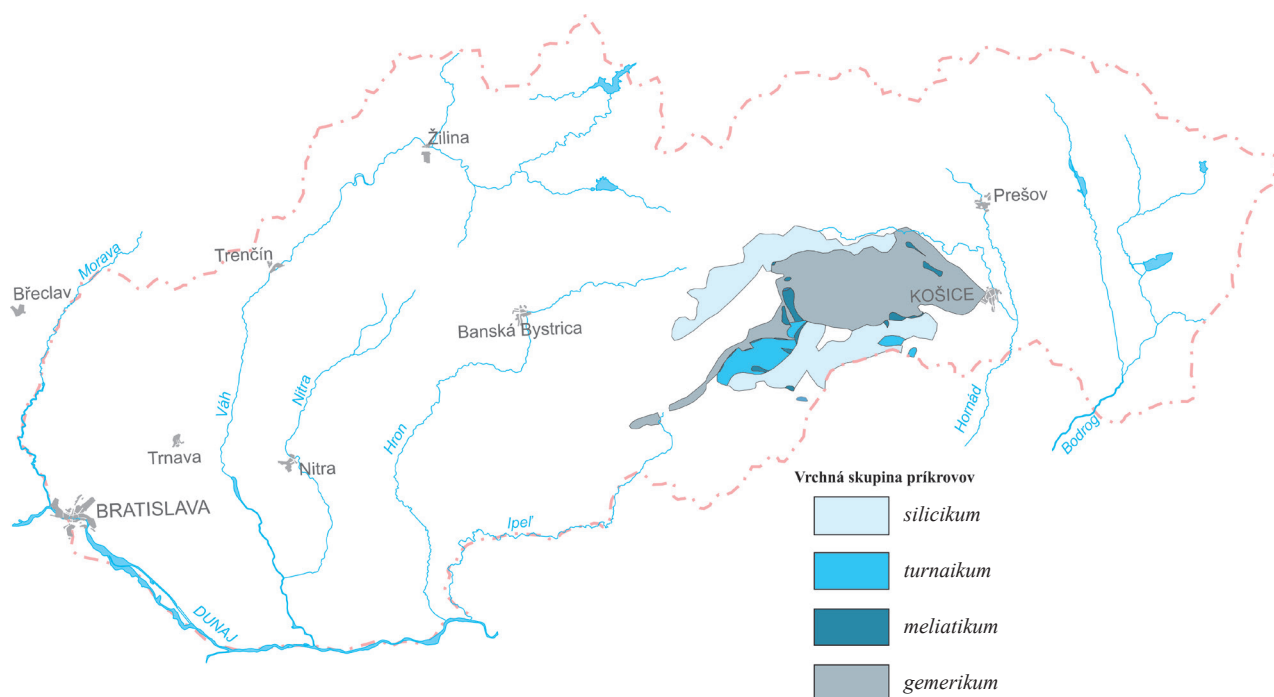 Žilina
Prešov
Morava
Trenčín
Břeclav
KOŠICE
Banská Bystrica
Váh
Nitra
Hron
Hornád
Bodrog
Trnava
Nitra
Vrchná skupina príkrovov
BRATISLAVA
silicikum
Ipeľ
turnaikum
DUNAJ
meliatikum
gemerikum